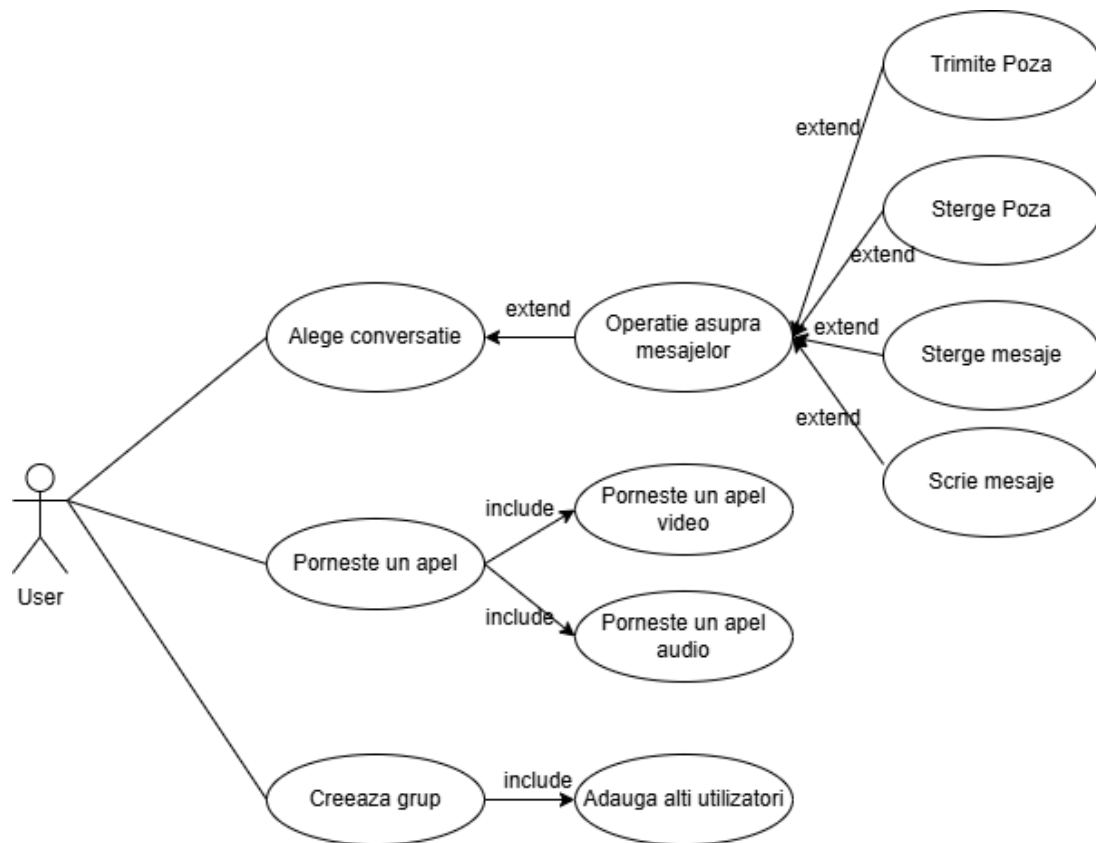 Trimite Poza
extend
Sterge Poza
extend
extend
Alege conversatie
Operatie asupra
mesajelor
extend
Sterge mesaje
extend
Scrie mesaje
Porneste un apel
video
include
Porneste un apel
User
include
Porneste un apel
audio
include
Creeaza grup
Adauga alti utilizatori